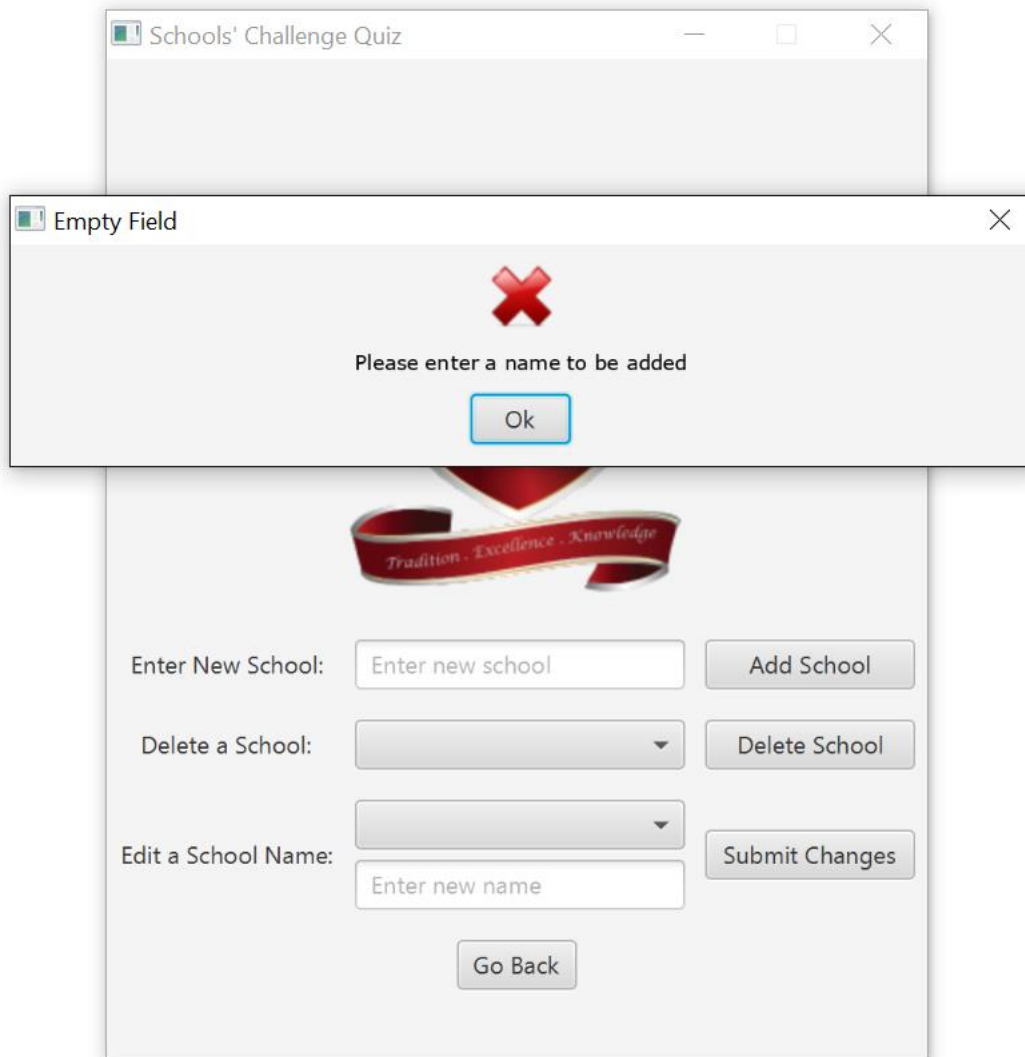 Schools' Challenge Quiz
Empty Field
Please enter a name to be added
Ok
Tradition . Excellence . Knowledge
Enter New School: Enter new school Add School
Delete a School: Delete School
Edit a School Name: Enter new name Submit Changes
Go Back